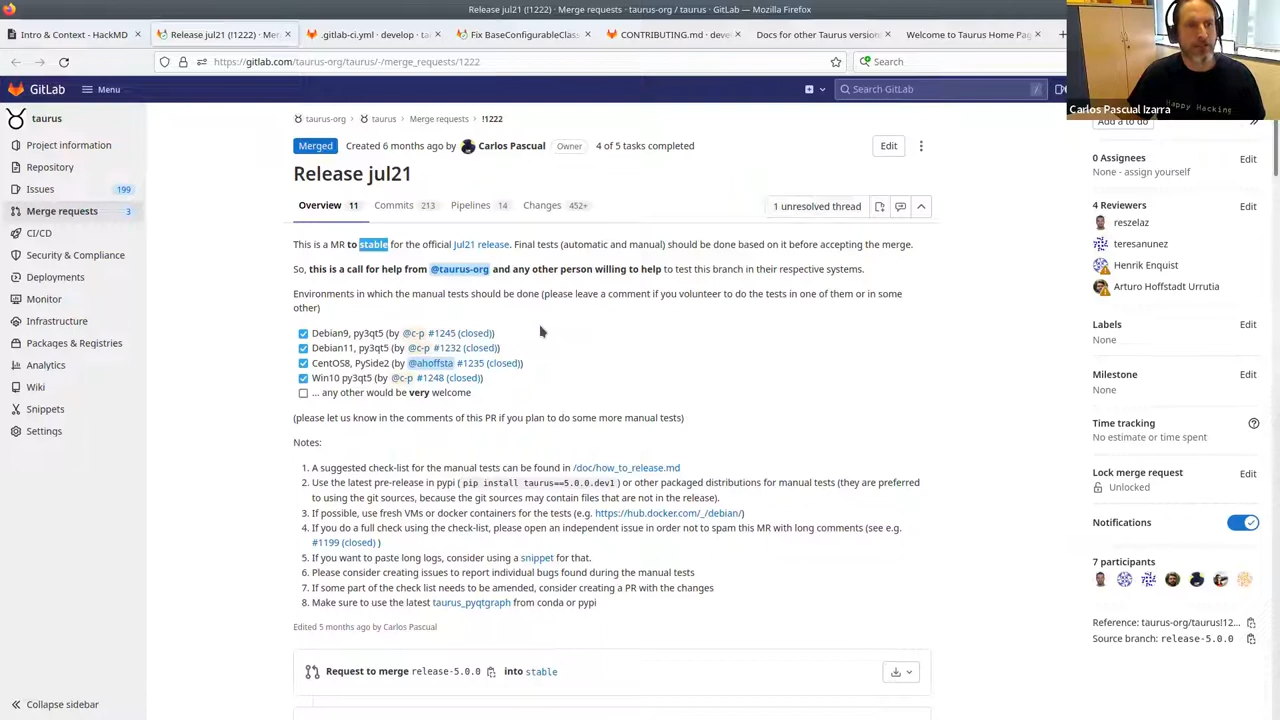 Release jul21 (!1222) · Merge requests · taurus-org / taurus · GitLab — Mozilla Firefox
Intro & Context - HackMD
Release jul21 (!1222) · Mer
.gitlab-ci.yml · develop · ta
Fix BaseConfigurableClass
CONTRIBUTING.md · develo
Docs for other Taurus version
Welcome to Taurus Home Pag
https://gitlab.com/taurus-org/taurus/-/merge_requests/1222
Search
GitLab
Menu
Search GitLab
/
Happy Hacking
Carlos Pascual Izarra
taurus
Project information
Repository
Issues 199
Merge requests 3
CI/CD
Security & Compliance
Deployments
Monitor
Infrastructure
Packages & Registries
Analytics
Wiki
Snippets
Settings
Collapse sidebar
taurus-org › taurus › Merge requests › !1222
Merged Created 6 months ago by Carlos Pascual Owner 4 of 5 tasks completed
Edit
Release jul21
Overview 11 Commits 213 Pipelines 14 Changes 452+
1 unresolved thread
This is a MR to stable for the official Jul21 release. Final tests (automatic and manual) should be done based on it before accepting the merge.
So, this is a call for help from @taurus-org and any other person willing to help to test this branch in their respective systems.
Environments in which the manual tests should be done (please leave a comment if you volunteer to do the tests in one of them or in some
other)
Debian9, py3qt5 (by @c-p #1245 (closed))
Debian11, py3qt5 (by @c-p #1232 (closed))
CentOS8, PySide2 (by @ahoffsta #1235 (closed))
Win10 py3qt5 (by @c-p #1248 (closed))
... any other would be very welcome
(please let us know in the comments of this PR if you plan to do some more manual tests)
Notes:
1. A suggested check-list for the manual tests can be found in /doc/how_to_release.md
2. Use the latest pre-release in pypi ( pip install taurus==5.0.0.dev1 ) or other packaged distributions for manual tests (they are preferred
to using the git sources, because the git sources may contain files that are not in the release).
3. If possible, use fresh VMs or docker containers for the tests (e.g. https://hub.docker.com/_/debian/)
4. If you do a full check using the check-list, please open an independent issue in order not to spam this MR with long comments (see e.g.
#1199 (closed) )
5. If you want to paste long logs, consider using a snippet for that.
6. Please consider creating issues to report individual bugs found during the manual tests
7. If some part of the check list needs to be amended, consider creating a PR with the changes
8. Make sure to use the latest taurus_pyqtgraph from conda or pypi
Edited 5 months ago by Carlos Pascual
Request to merge release-5.0.0 into stable
Add a to do
0 Assignees Edit
None - assign yourself
4 Reviewers Edit
reszelaz
teresanunez
Henrik Enquist
Arturo Hoffstadt Urrutia
Labels Edit
None
Milestone Edit
None
Time tracking
No estimate or time spent
Lock merge request Edit
Unlocked
Notifications
7 participants
Reference: taurus-org/taurus!12...
Source branch: release-5.0.0